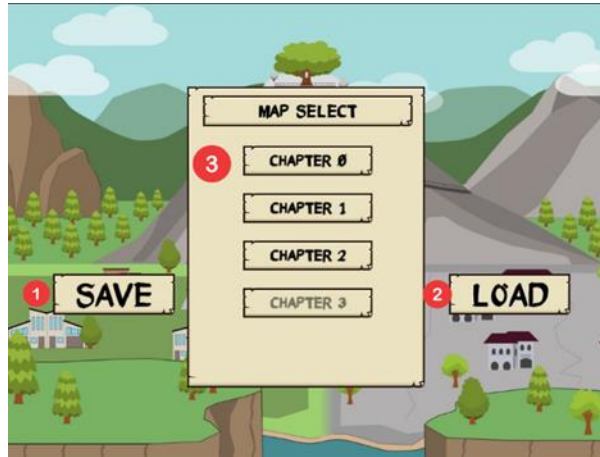 MAP SELECT
3
CHAPTER 0
CHAPTER 1
CHAPTER 2
1 SAVE
2 LOAD
CHAPTER 3